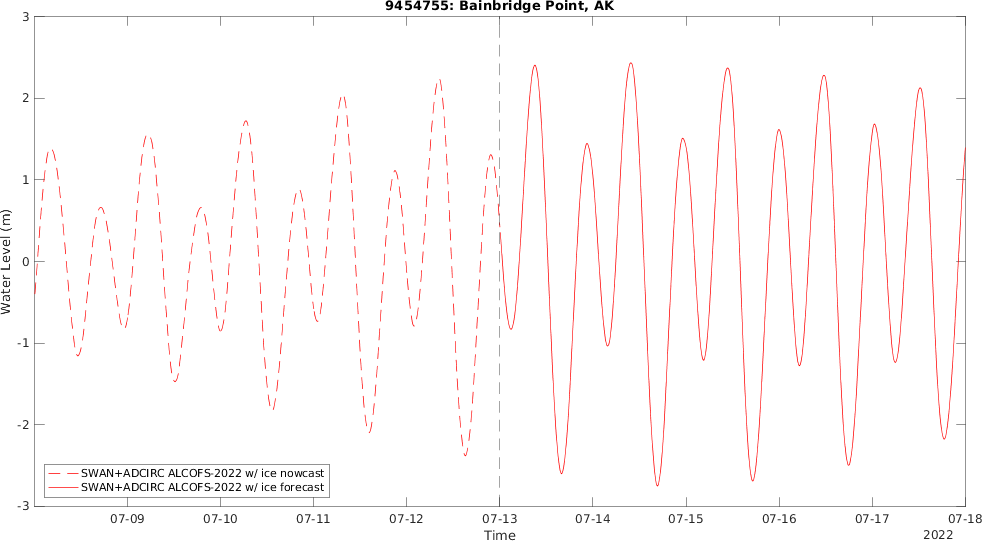 9454755: Bainbridge Point, AK
3
2
1
0
-1
-2
-3
Water Level (m)
SWAN+ADCIRC ALCOFS-2022 w/ ice nowcast
SWAN+ADCIRC ALCOFS-2022 w/ ice forecast
07-09 07-10 07-11 07-12 07-13 07-14 07-15 07-16 07-17 07-18
Time
2022